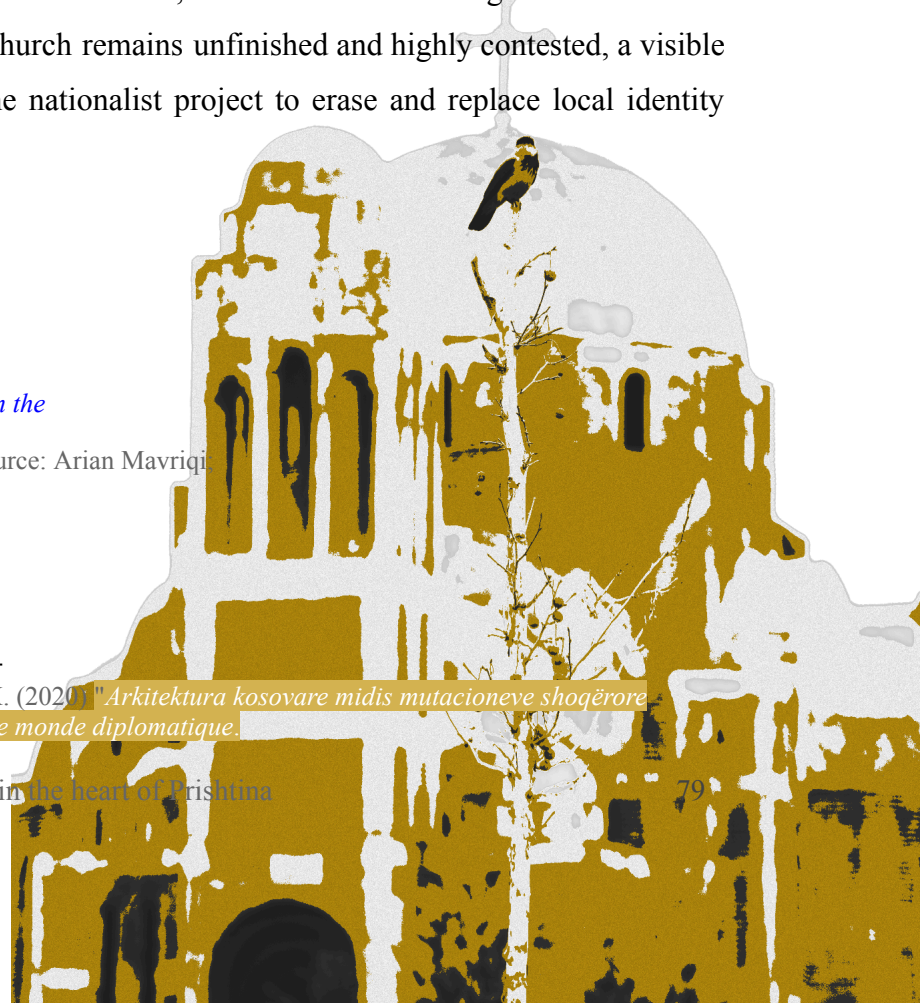 hurch remains unfinished and highly contested, a visible
e nationalist project to erase and replace local identity
n the
urce: Arian Mavriqi;
. (2020) "Arkitektura kosovare midis mutacioneve shoqërore
e monde diplomatique.
in the heart of Prishtina 79